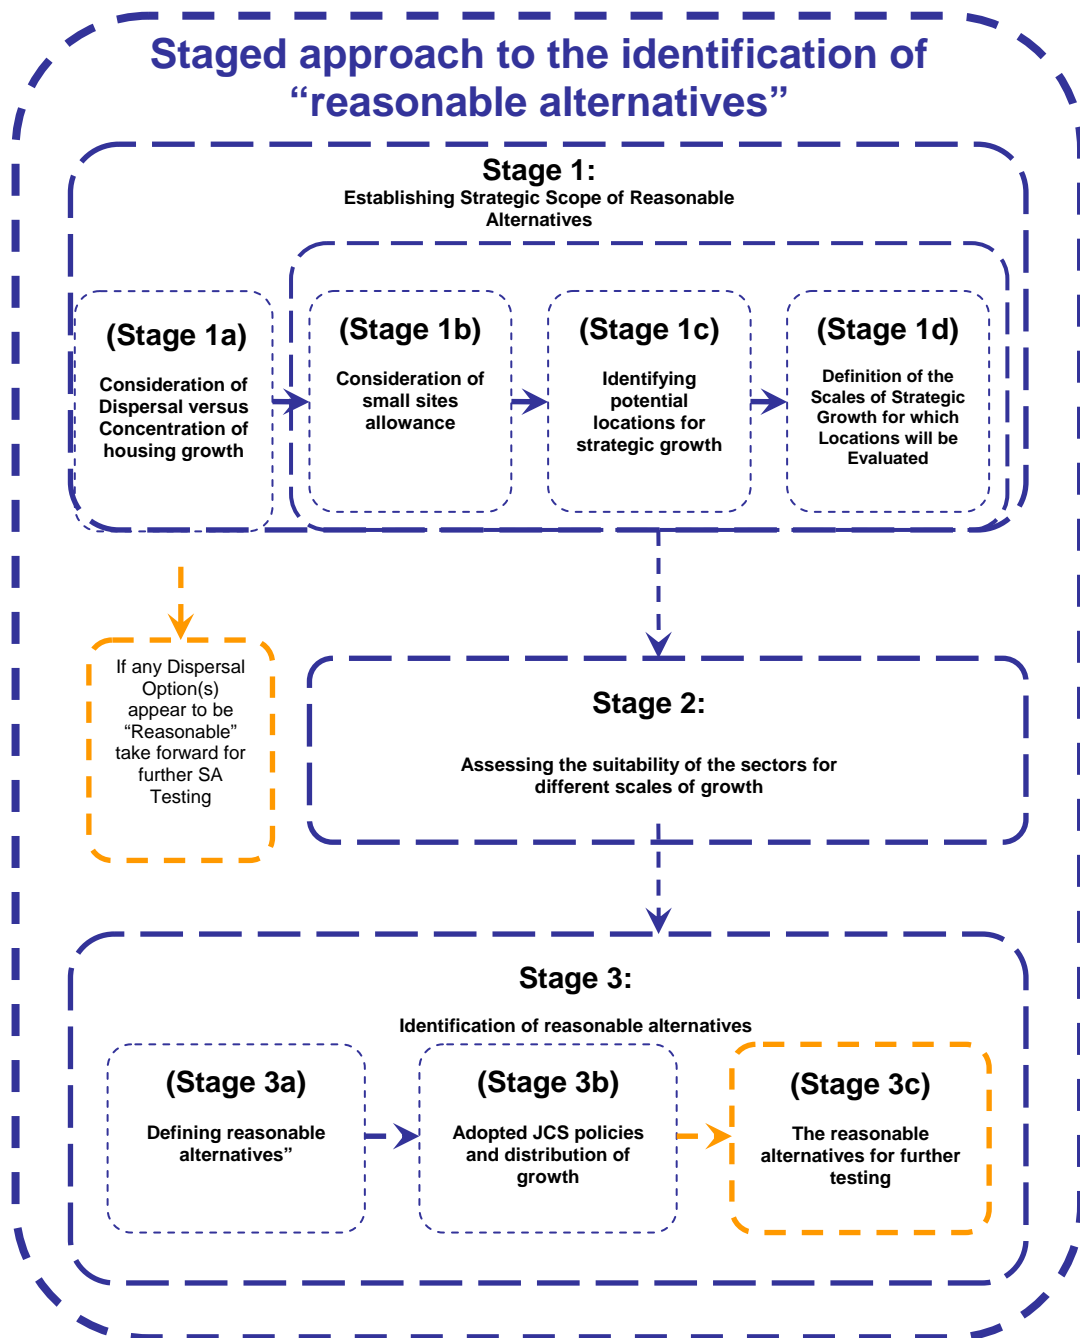 Staged approach to the identification of
“reasonable alternatives”
Stage 1:
Establishing Strategic Scope of Reasonable
Alternatives
(Stage 1a)
Consideration of
Dispersal versus
Concentration of
housing growth
(Stage 1b)
Consideration of
small sites
allowance
(Stage 1c)
Identifying
potential
locations for
strategic growth
(Stage 1d)
Definition of the
Scales of Strategic
Growth for which
Locations will be
Evaluated
If any Dispersal
Option(s)
appear to be
“Reasonable”
take forward for
further SA
Testing
Stage 2:
Assessing the suitability of the sectors for
different scales of growth
Stage 3:
Identification of reasonable alternatives
(Stage 3a)
Defining reasonable
alternatives”
(Stage 3b)
Adopted JCS policies
and distribution of
growth
(Stage 3c)
The reasonable
alternatives for further
testing